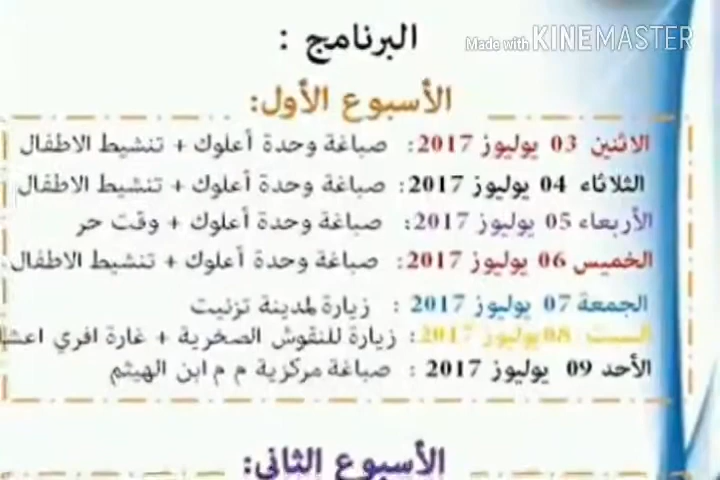 البرنامج :
Made with KINEMASTER
الأسبوع الأول:
الاثنين 03 يوليوز 2017: صباغة وحدة أعلوك + تنشيط الاطفال
الثلاثاء 04 يوليوز 2017: صباغة وحدة أعلوك + تنشيط الاطفال
الأربعاء 05 يوليوز 2017: صباغة وحدة أعلوك + وقت حر
الخميس 06 يوليوز 2017: صباغة وحدة أعلوك + تنشيط الاطفال
الجمعة 07 يوليوز 2017 : زيارة لمدينة تزنيت
السبت 08 يوليوز 2017: زيارة للنقوش الصخرية + غارة افري
الأحد 09 يوليوز 2017 : صباغة مركزية م م ابن الهيثم
الأسبوع الثاني: